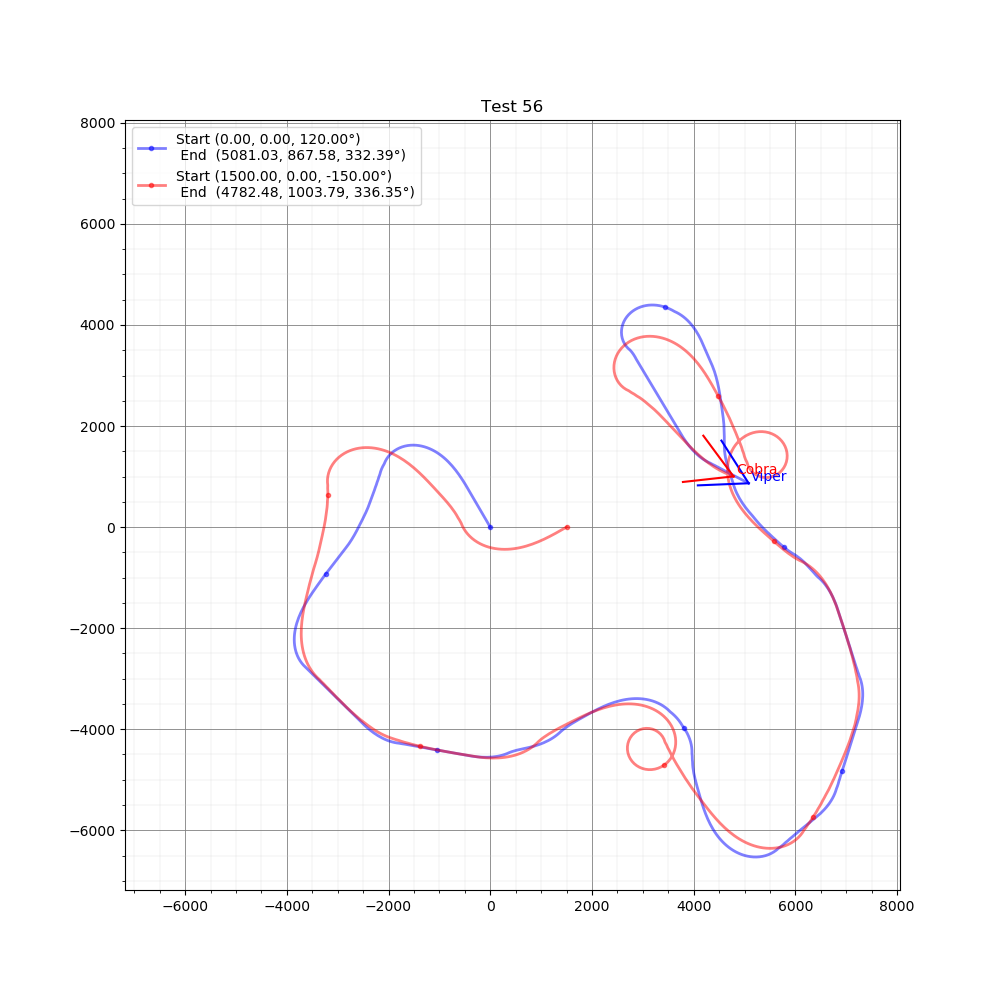 Test 56
Start (0.00, 0.00, 120.00°)
End  (5081.03, 867.58, 332.39°)
Start (1500.00, 0.00, -150.00°)
End  (4782.48, 1003.79, 336.35°)
8000
6000
4000
2000
0
−2000
−4000
−6000
Cobra
Viper
−6000 −4000 −2000 0 2000 4000 6000 8000